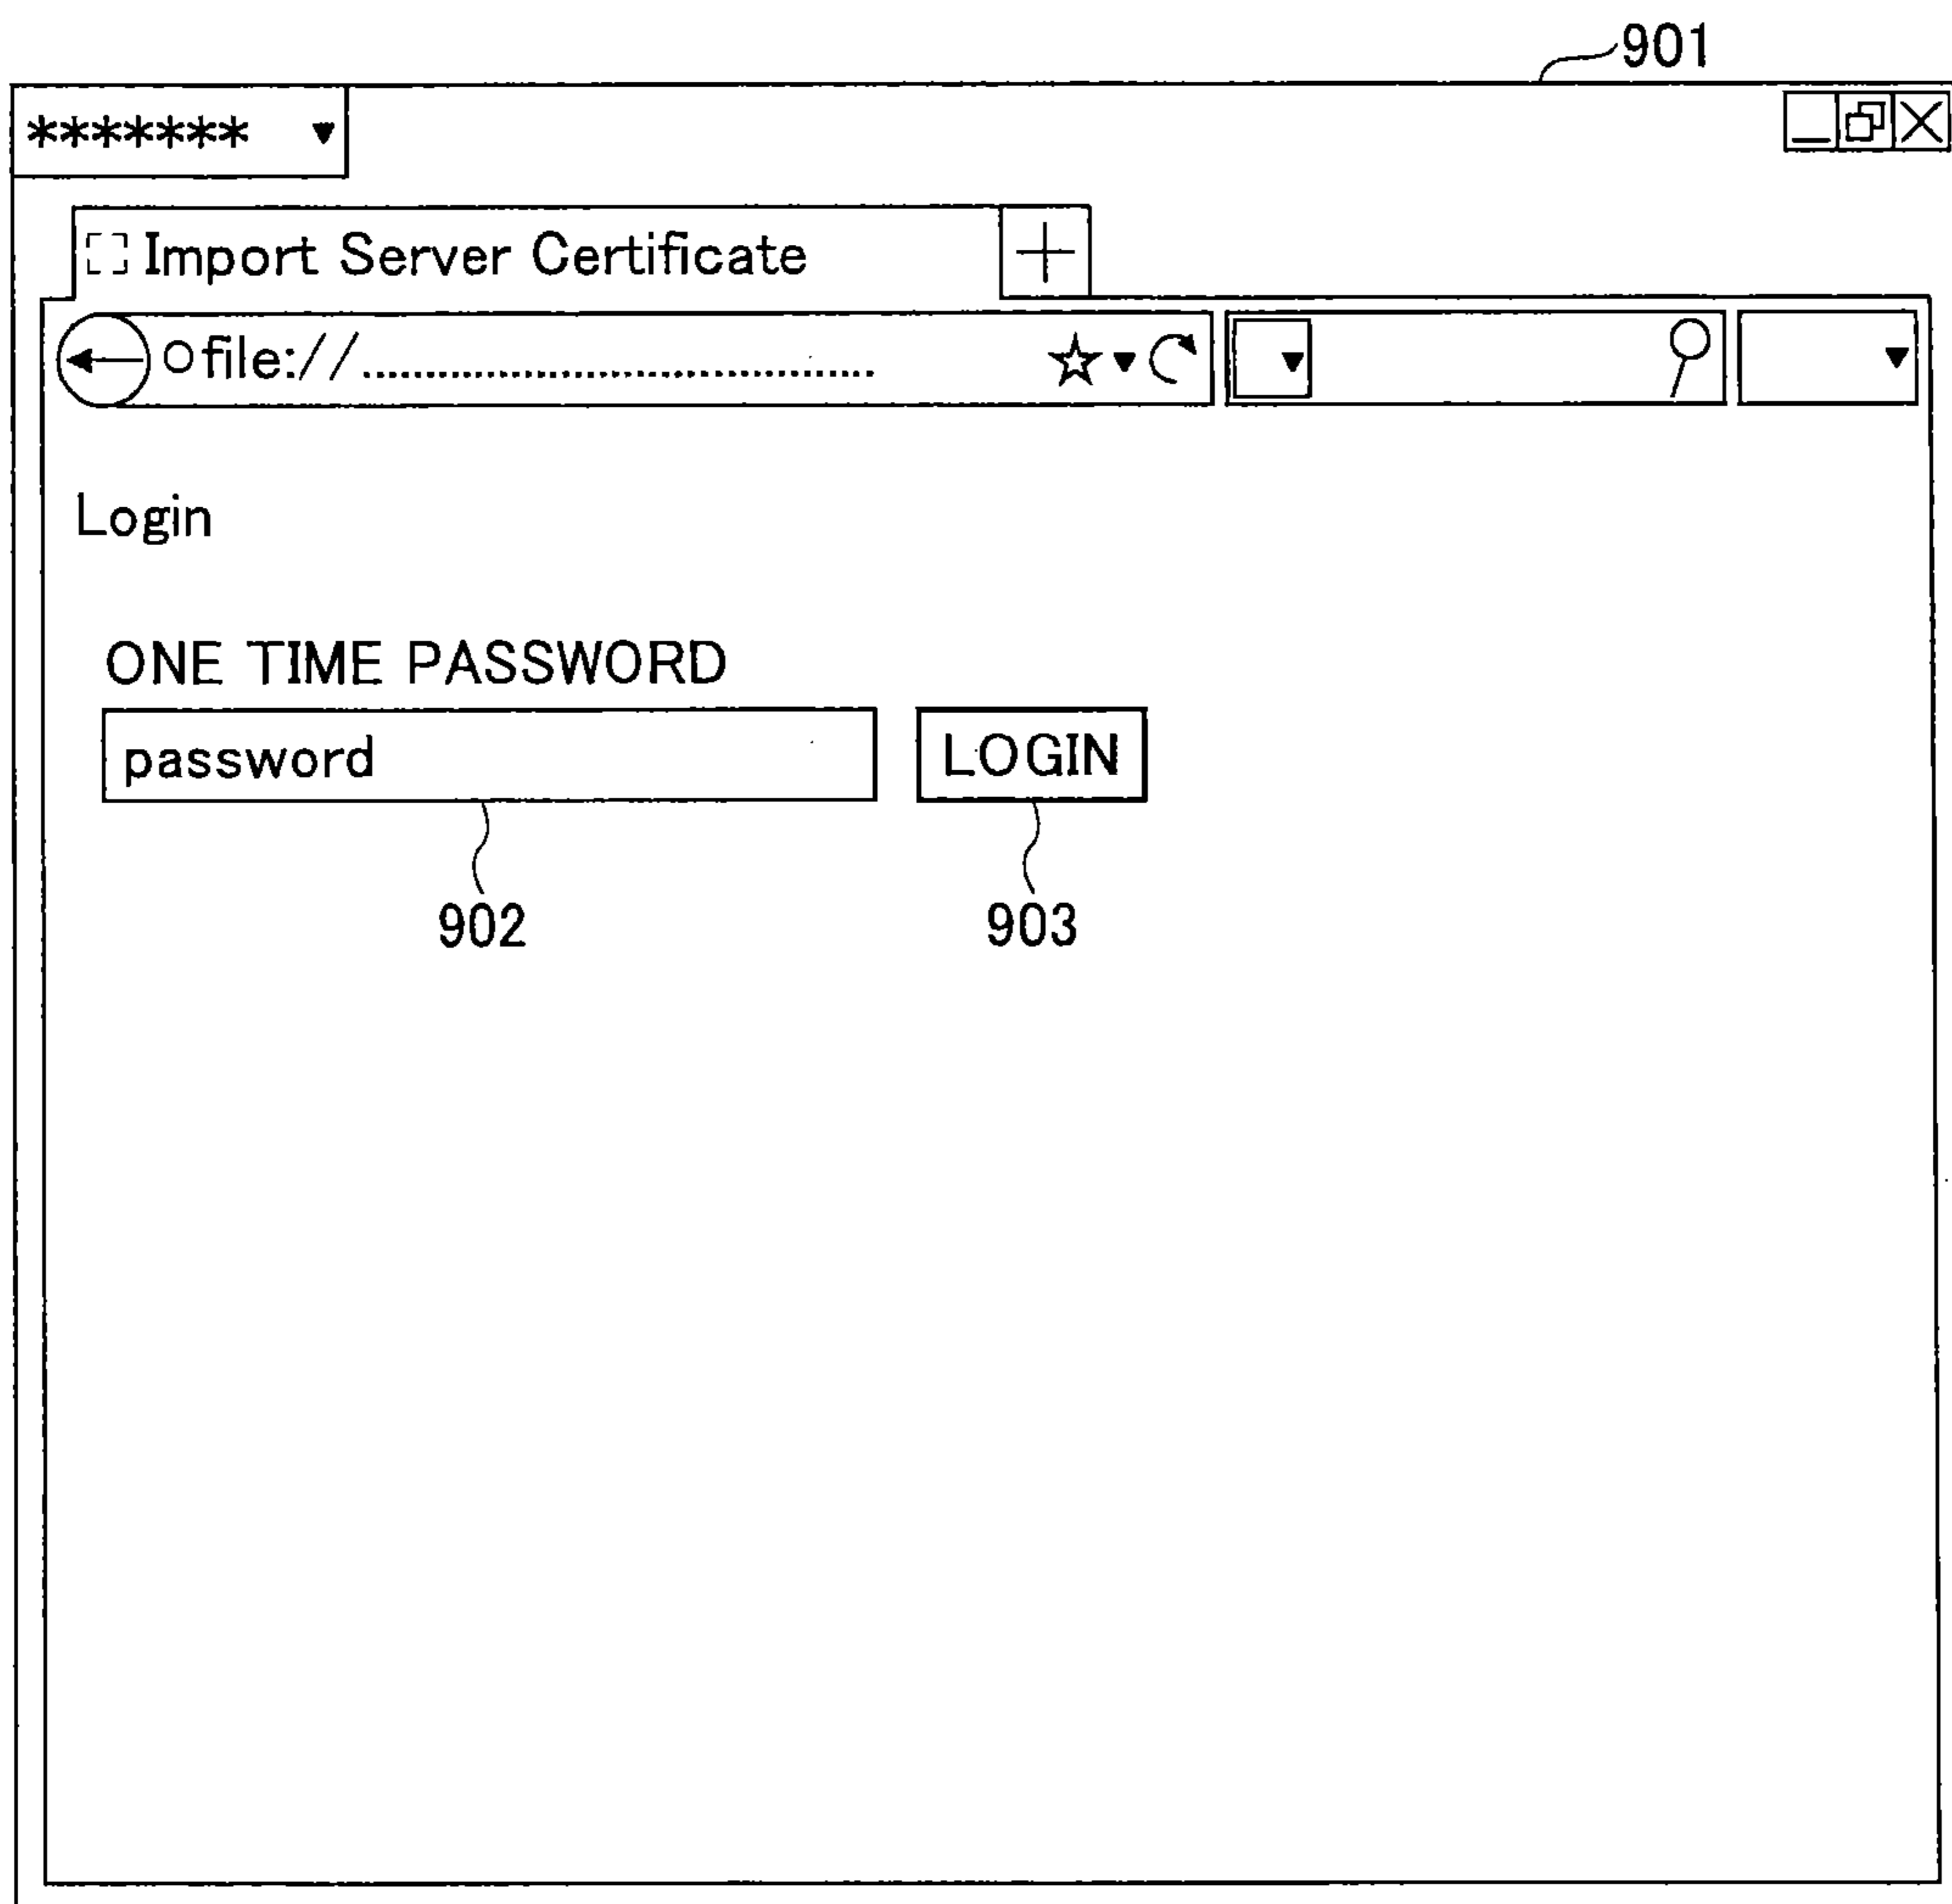 901
*******
Import Server Certificate
file://
Login
ONE TIME PASSWORD
password LOGIN
902 903